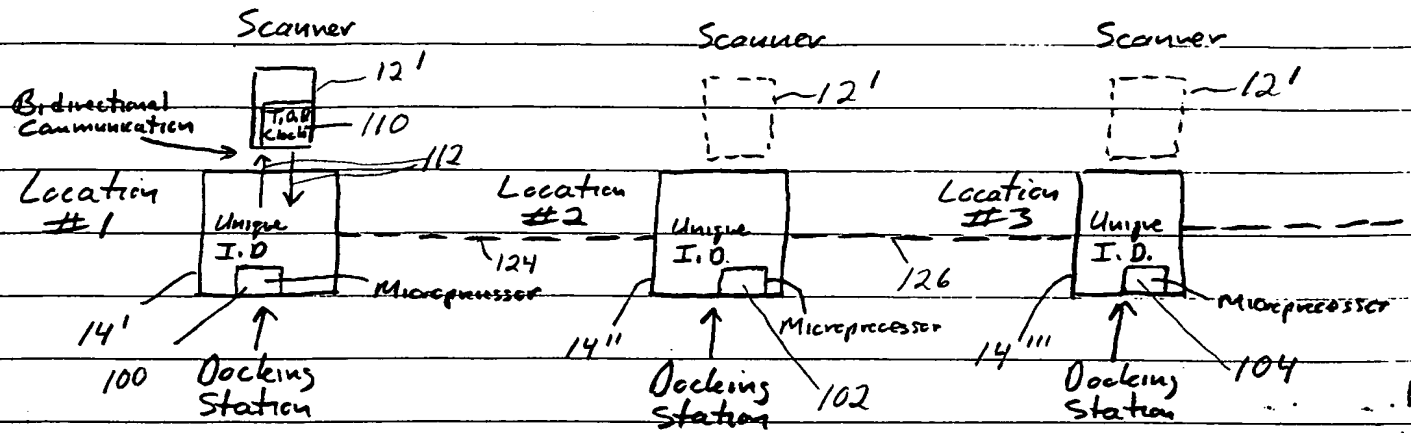 Scanner
Scanner
Scanner
12'
12'
12'
Bidirectional
Communication
T.O.D
Clock
110
112
Location
#1
Unique
I.D
Location
#2
Unique
I.D.
Location
#3
Unique
I.D.
124
126
Microprocessor
Microprocessor
Microprocessor
14'
14''
14'''
100
102
104
Docking
Station
Docking
Station
Docking
Station